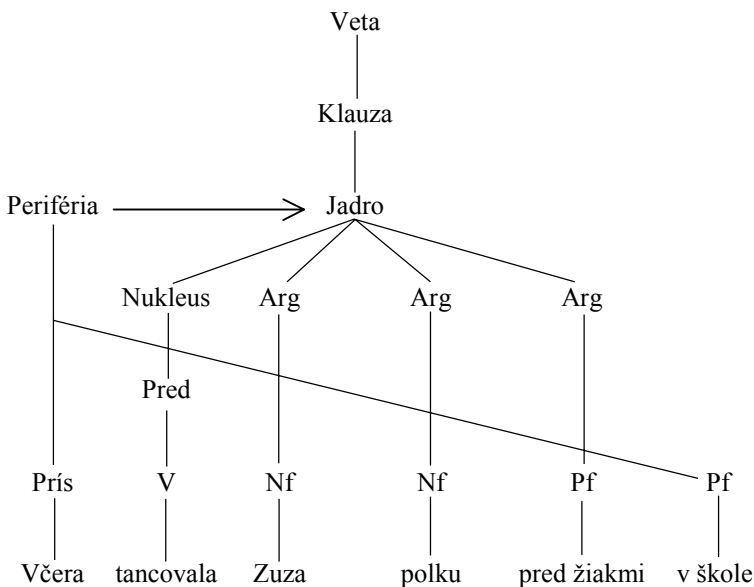 Veta
Klauza
Periféria Jadro
Nukleus Arg Arg Arg
Pred
Prís V Nf Nf Pf Pf
Včera tancovala Zuza polku pred žiakmi v škole